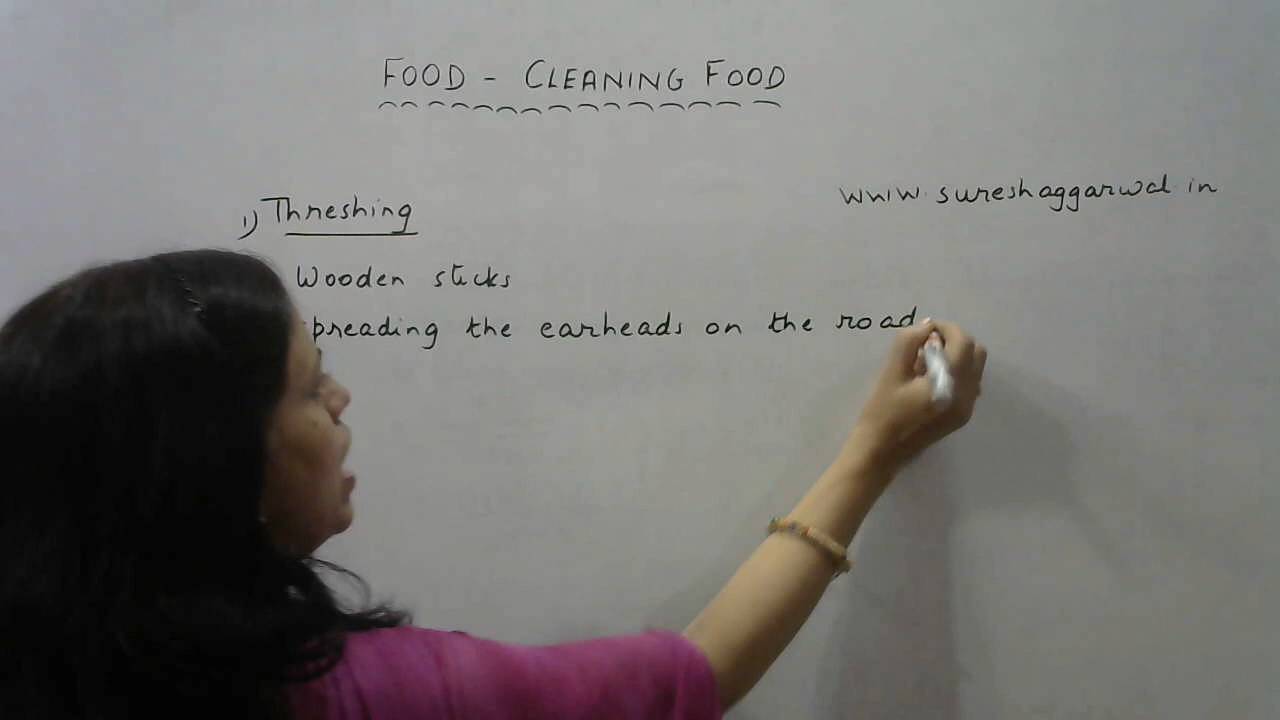 FOOD - CLEANING FOOD
www.sureshaggarwal.in
1) Threshing
Wooden sticks
preading the earheads on the road